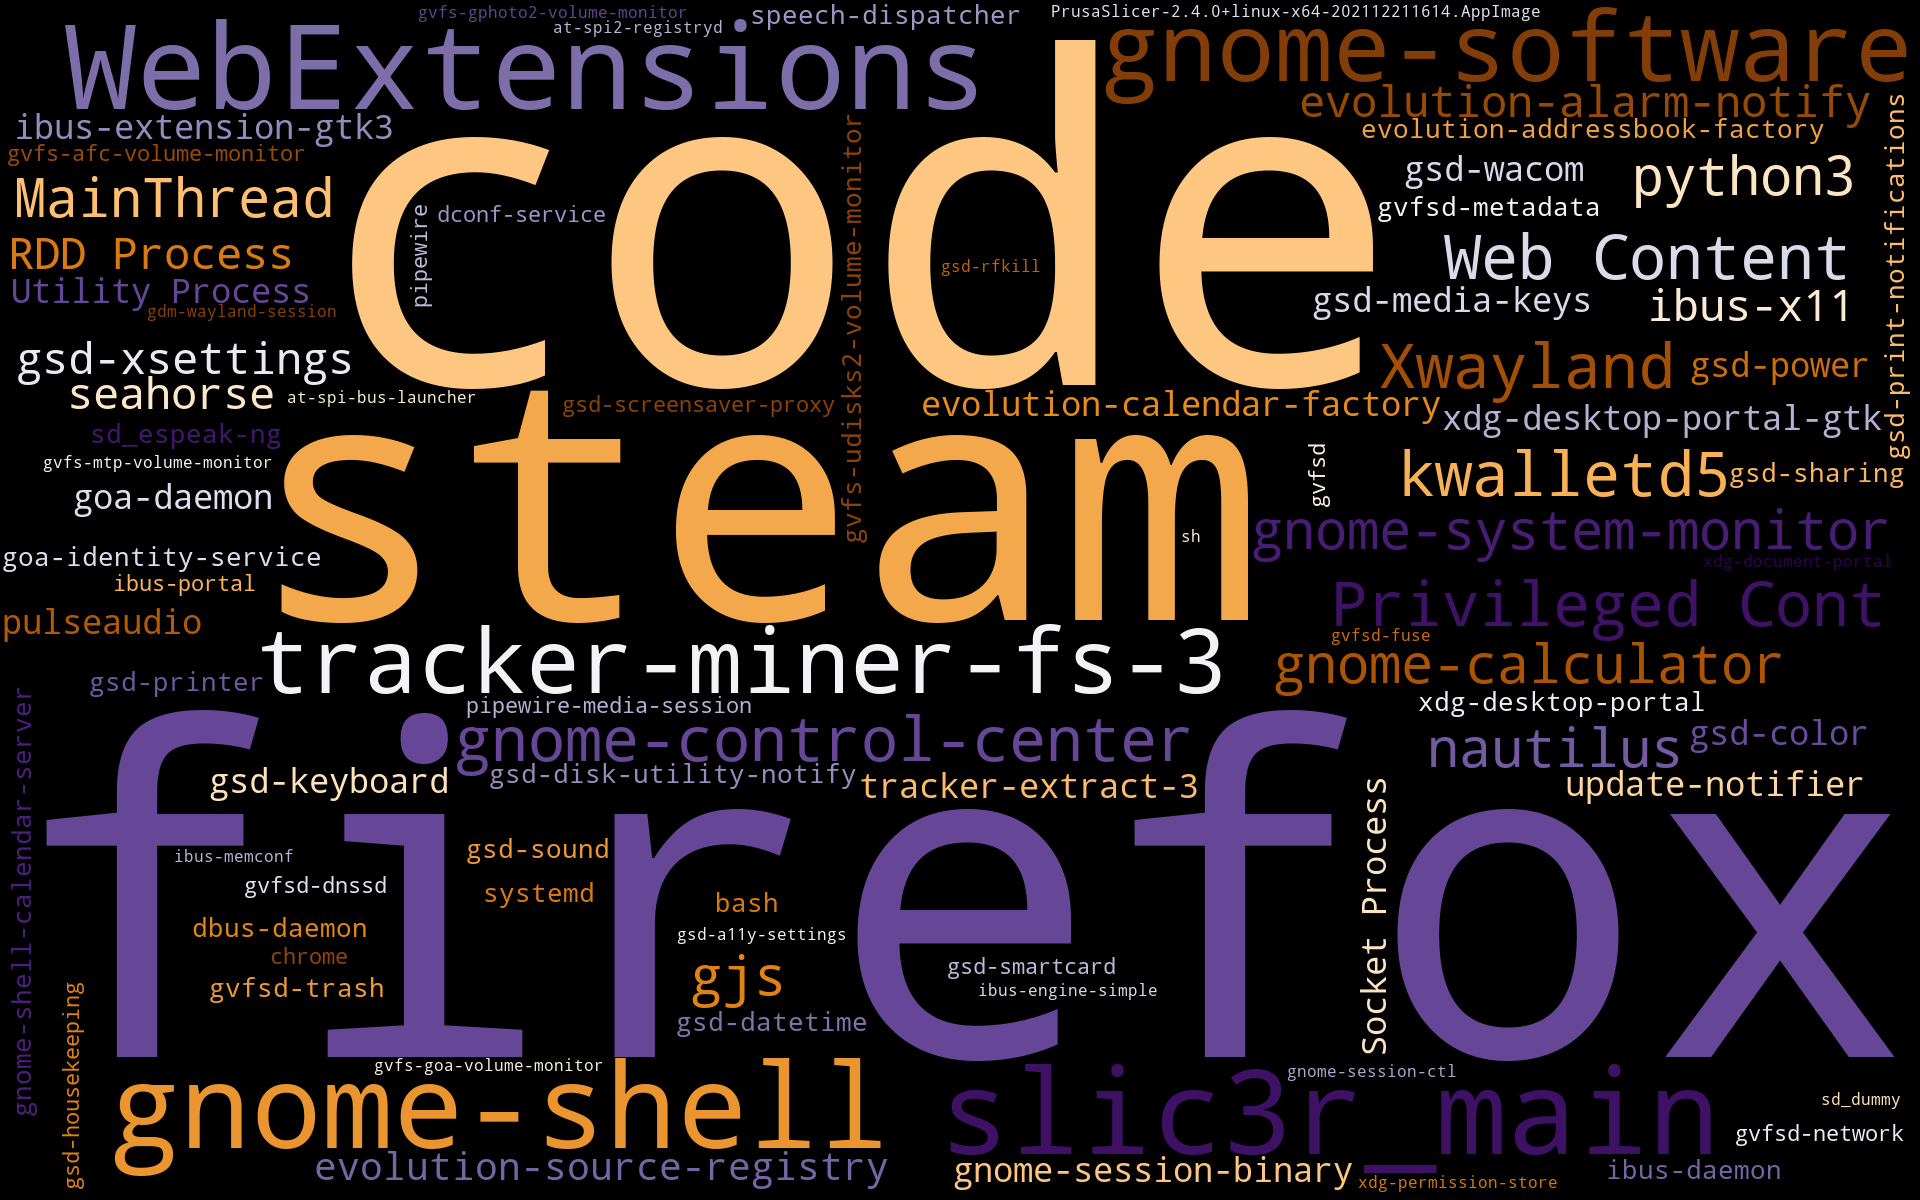 gvfs-gphoto2-volume-monitor
at-spi2-registryd
speech-dispatcher
PrusaSlicer-2.4.0+linux-x64-202112211614.AppImage
WebExtensions
gnome-software
evolution-alarm-notify
ibus-extension-gtk3
evolution-addressbook-factory
gvfs-afc-volume-monitor
code
gsd-wacom
python3
MainThread
gvfsd-metadata
dconf-service
pipewire
gvfs-udisks2-volume-monitor
gsd-print-notifications
RDD Process
Web Content
gsd-rfkill
Utility Process
gsd-media-keys
ibus-x11
gdm-wayland-session
gsd-xsettings
Xwayland
gsd-power
seahorse
at-spi-bus-launcher
gsd-screensaver-proxy
evolution-calendar-factory
xdg-desktop-portal-gtk
sd_espeak-ng
steam
gvfs-mtp-volume-monitor
gvfsd
kwalletd5
gsd-sharing
goa-daemon
sh
gnome-system-monitor
goa-identity-service
xdg-document-portal
ibus-portal
Privileged Cont
pulseaudio
gvfsd-fuse
tracker-miner-fs-3
gnome-calculator
gsd-printer
pipewire-media-session
xdg-desktop-portal
gnome-control-center
nautilus
gsd-color
gsd-keyboard
gsd-disk-utility-notify
tracker-extract-3
update-notifier
gnome-shell-calendar-server
firefox
Socket Process
ibus-memconf
gsd-sound
gvfsd-dnssd
systemd
bash
dbus-daemon
gsd-a11y-settings
chrome
gjs
gsd-smartcard
gvfsd-trash
ibus-engine-simple
gsd-datetime
gsd-housekeeping
gvfs-goa-volume-monitor
gnome-session-ctl
gnome-shell
slic3r_main
sd_dummy
gvfsd-network
evolution-source-registry
gnome-session-binary
ibus-daemon
xdg-permission-store